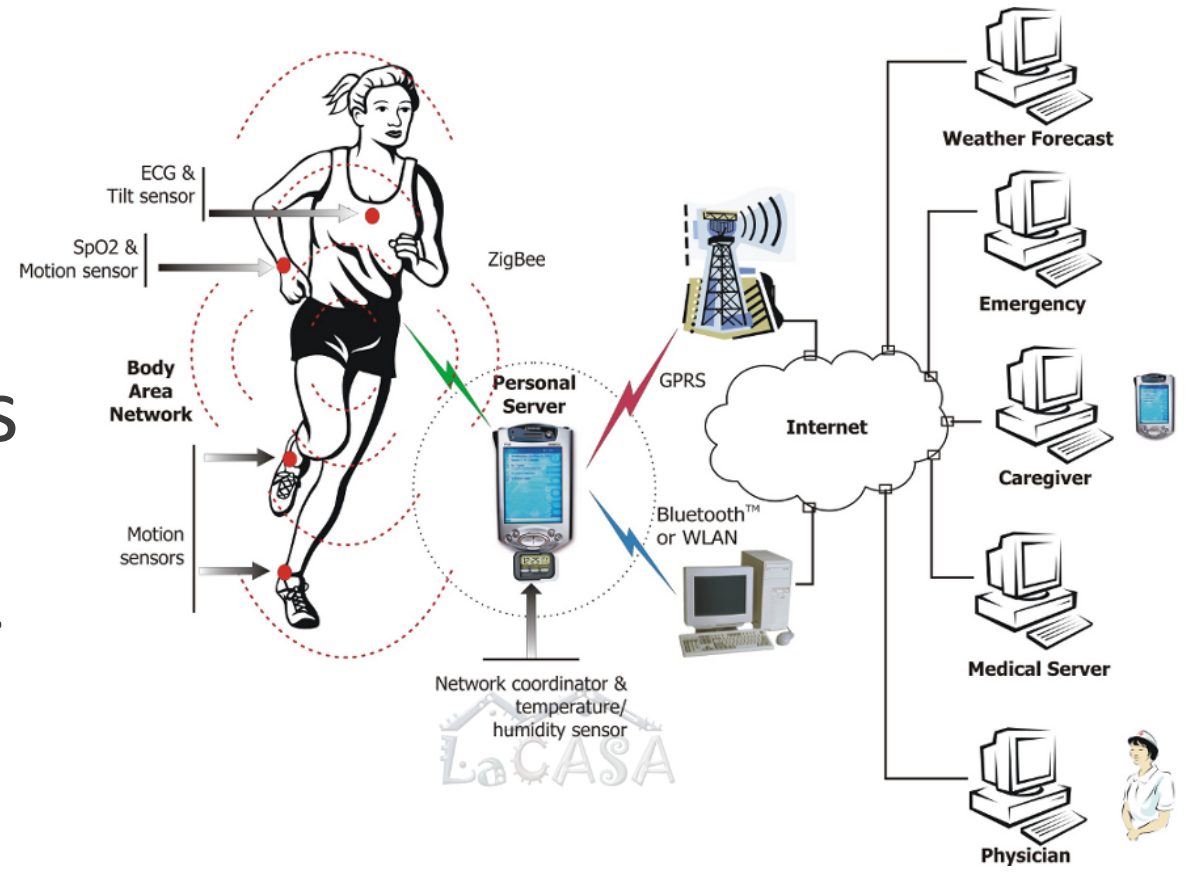 ECG &
Tilt sensor
SpO2 &
Motion sensor
ZigBee
Body
Area
Network
Motion
sensors
Personal
Server
GPRS
Bluetooth™
or WLAN
Network coordinator &
temperature/
humidity sensor
LaCASA
Internet
Weather Forecast
Emergency
Caregiver
Medical Server
Physician
s
.